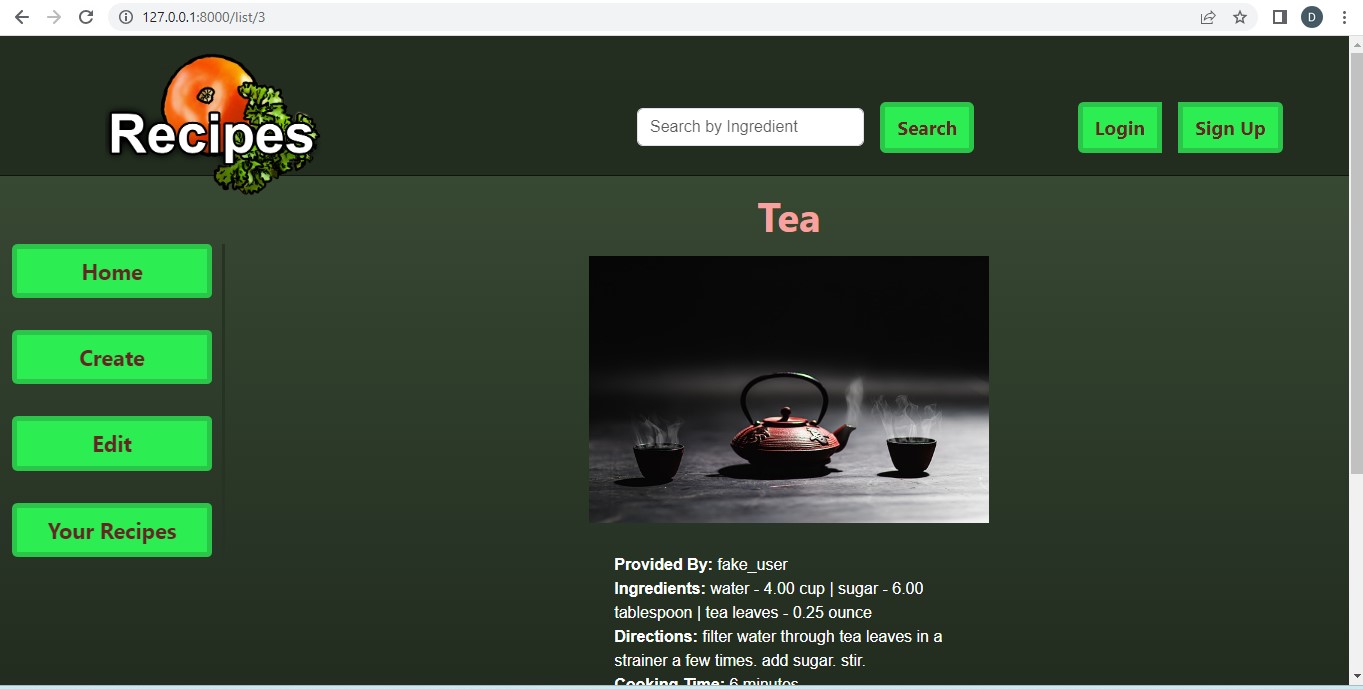 127.0.0.1:8000/list/3
D
Recipes
Search by Ingredient
Search
Login
Sign Up
Tea
Home
Create
Edit
Your Recipes
Provided By: fake_user
Ingredients: water - 4.00 cup | sugar - 6.00
tablespoon | tea leaves - 0.25 ounce
Directions: filter water through tea leaves in a
strainer a few times. add sugar. stir.
Cooking Time: 6 minutes